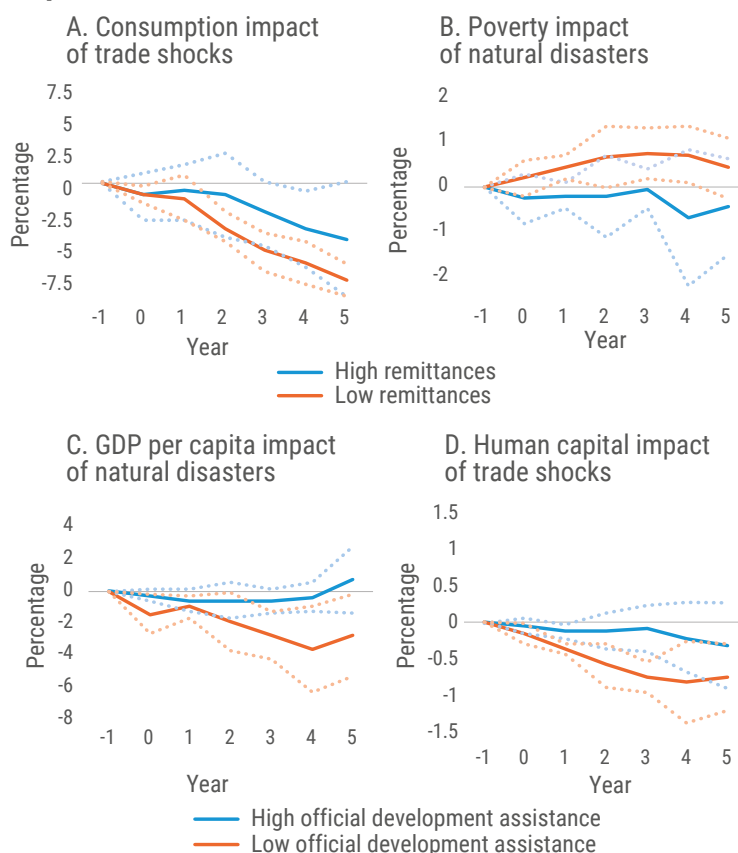 A. Consumption impact
of trade shocks
7.5
5
2.5
0
-2.5
-5
-7.5
Percentage
-1 0 1 2 3 4 5
Year
B. Poverty impact
of natural disasters
2
1
0
-1
-2
Percentage
-1 0 1 2 3 4 5
Year
High remittances
Low remittances
C. GDP per capita impact
of natural disasters
4
2
0
-2
-4
-6
-8
Percentage
-1 0 1 2 3 4 5
Year
D. Human capital impact
of trade shocks
1.5
1
0.5
0
-0.5
-1
-1.5
Percentage
-1 0 1 2 3 4 5
Year
High official development assistance
Low official development assistance